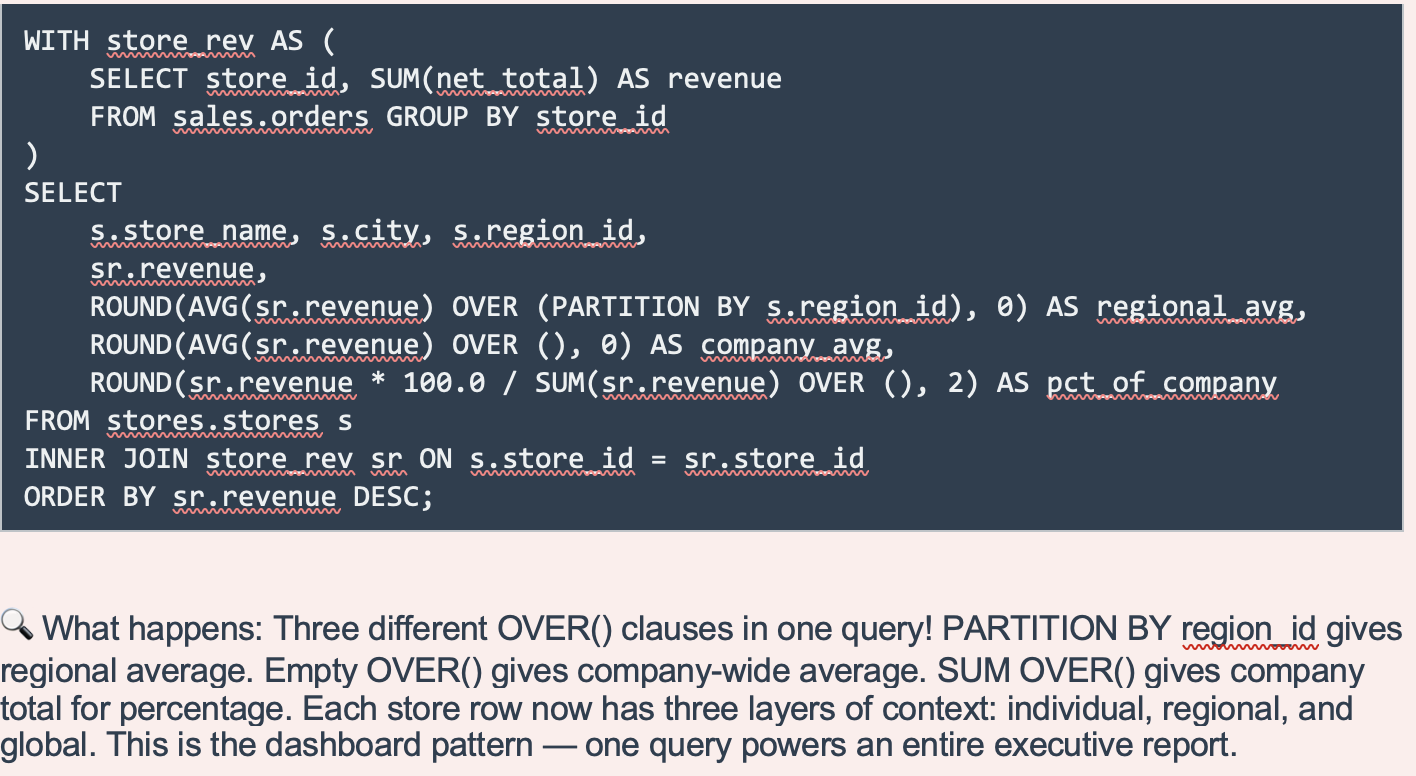 WITH store_rev AS (
    SELECT store_id, SUM(net_total) AS revenue
    FROM sales.orders GROUP BY store_id
)
SELECT
    s.store_name, s.city, s.region_id,
    sr.revenue,
    ROUND(AVG(sr.revenue) OVER (PARTITION BY s.region_id), 0) AS regional_avg,
    ROUND(AVG(sr.revenue) OVER (), 0) AS company_avg,
    ROUND(sr.revenue * 100.0 / SUM(sr.revenue) OVER (), 2) AS pct_of_company
FROM stores.stores s
INNER JOIN store_rev sr ON s.store_id = sr.store_id
ORDER BY sr.revenue DESC;
🔍 What happens: Three different OVER() clauses in one query! PARTITION BY region_id gives
regional average. Empty OVER() gives company-wide average. SUM OVER() gives company
total for percentage. Each store row now has three layers of context: individual, regional, and
global. This is the dashboard pattern — one query powers an entire executive report.